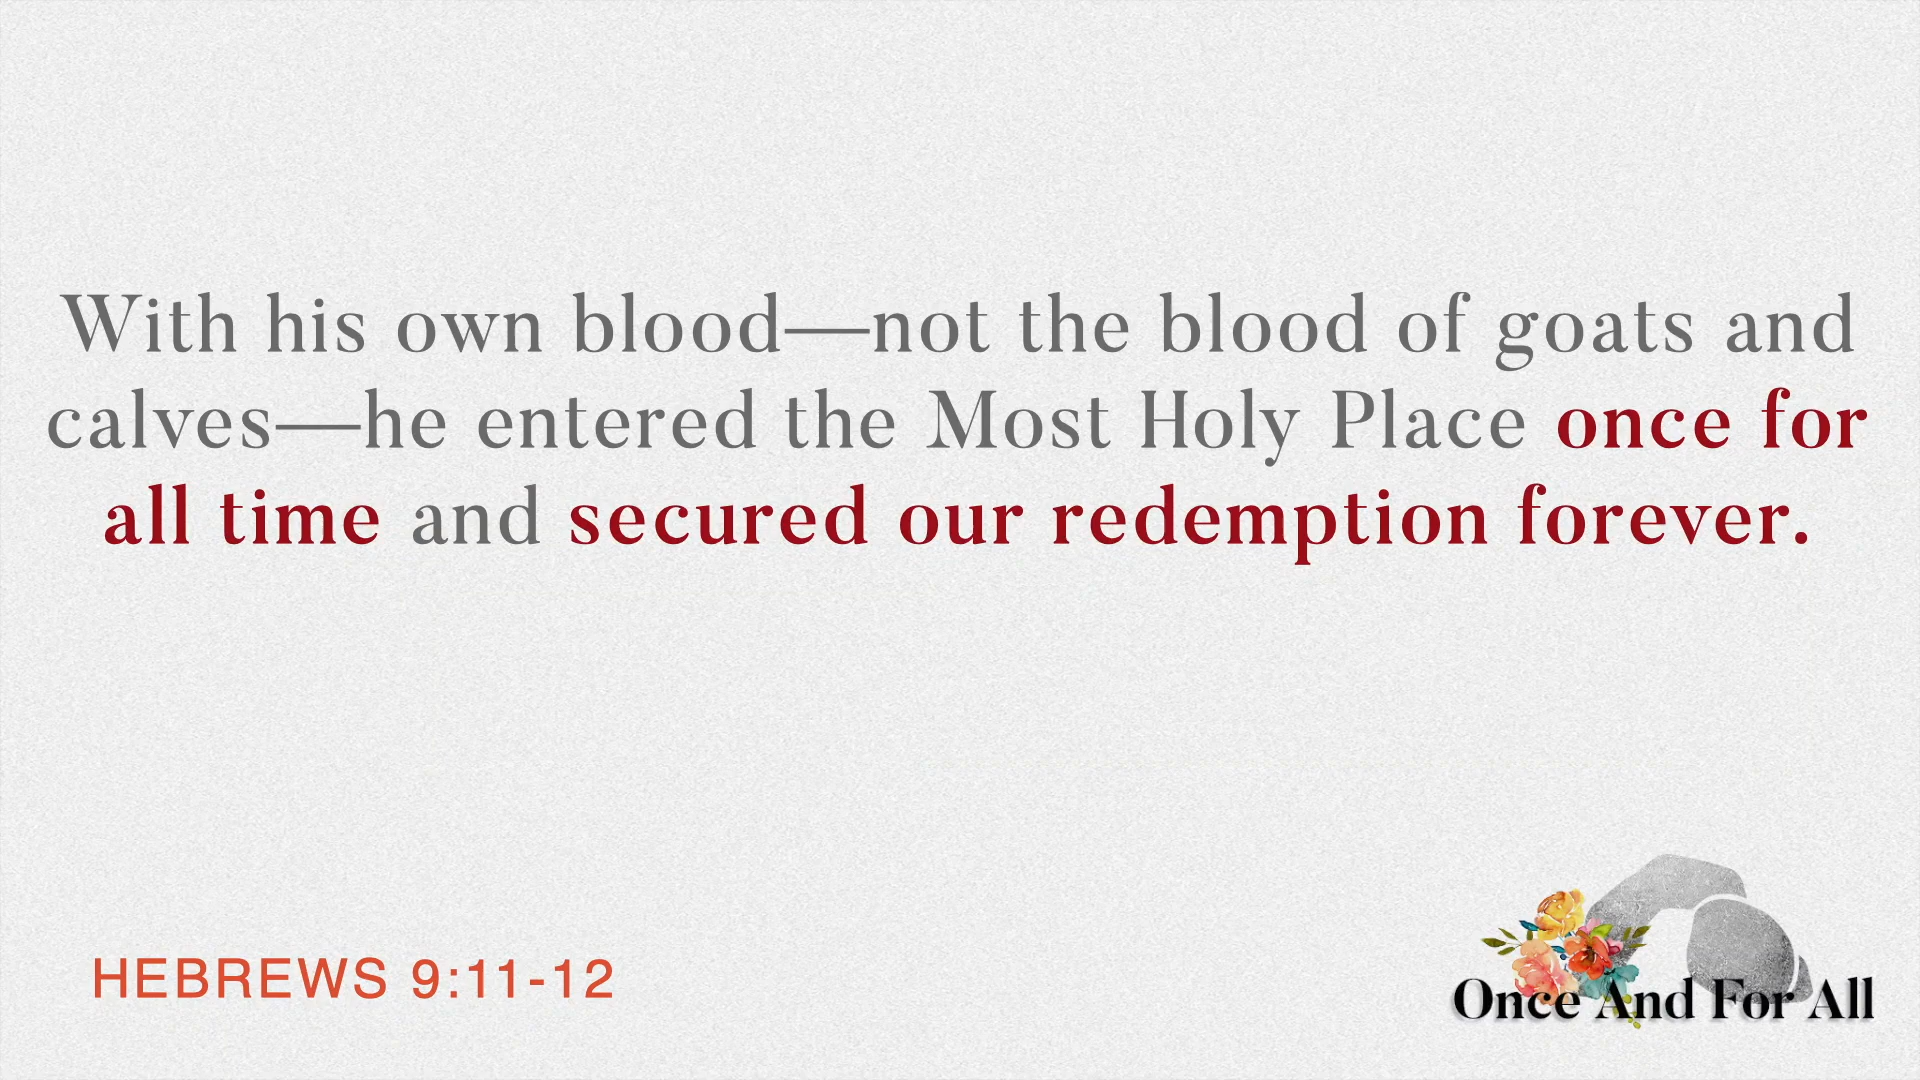 With his own blood—not the blood of goats and
calves—he entered the Most Holy Place once for
all time and secured our redemption forever.
HEBREWS 9:11-12
Once And For All